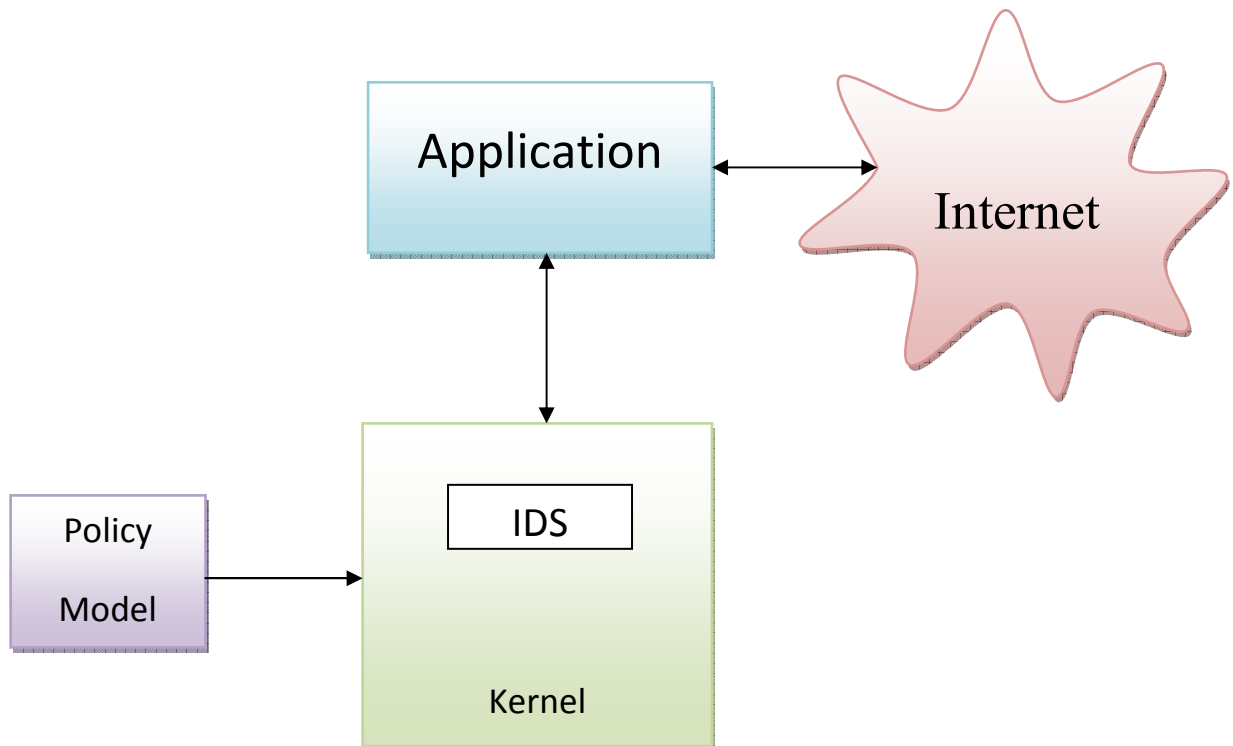 Application
Internet
IDS
Policy
Model
Kernel